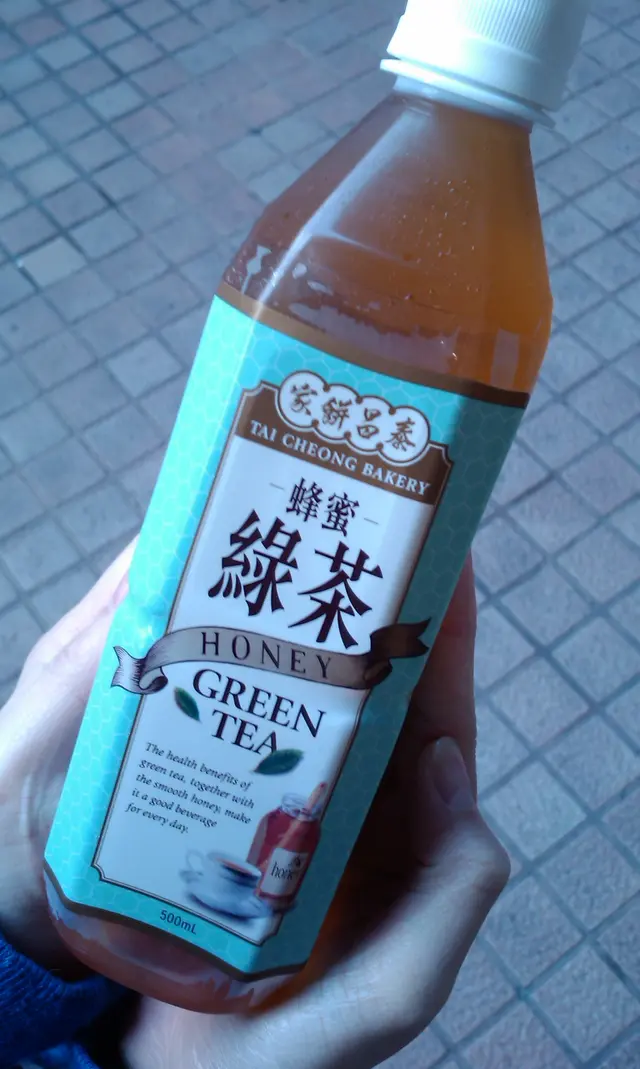 家餅昌泰
TAI CHEONG BAKERY
蜂蜜
綠茶
HONEY
GREEN
TEA
The health benefits of
green tea, together with
the smooth honey, make
it a good beverage
for every day.
honey
500mL